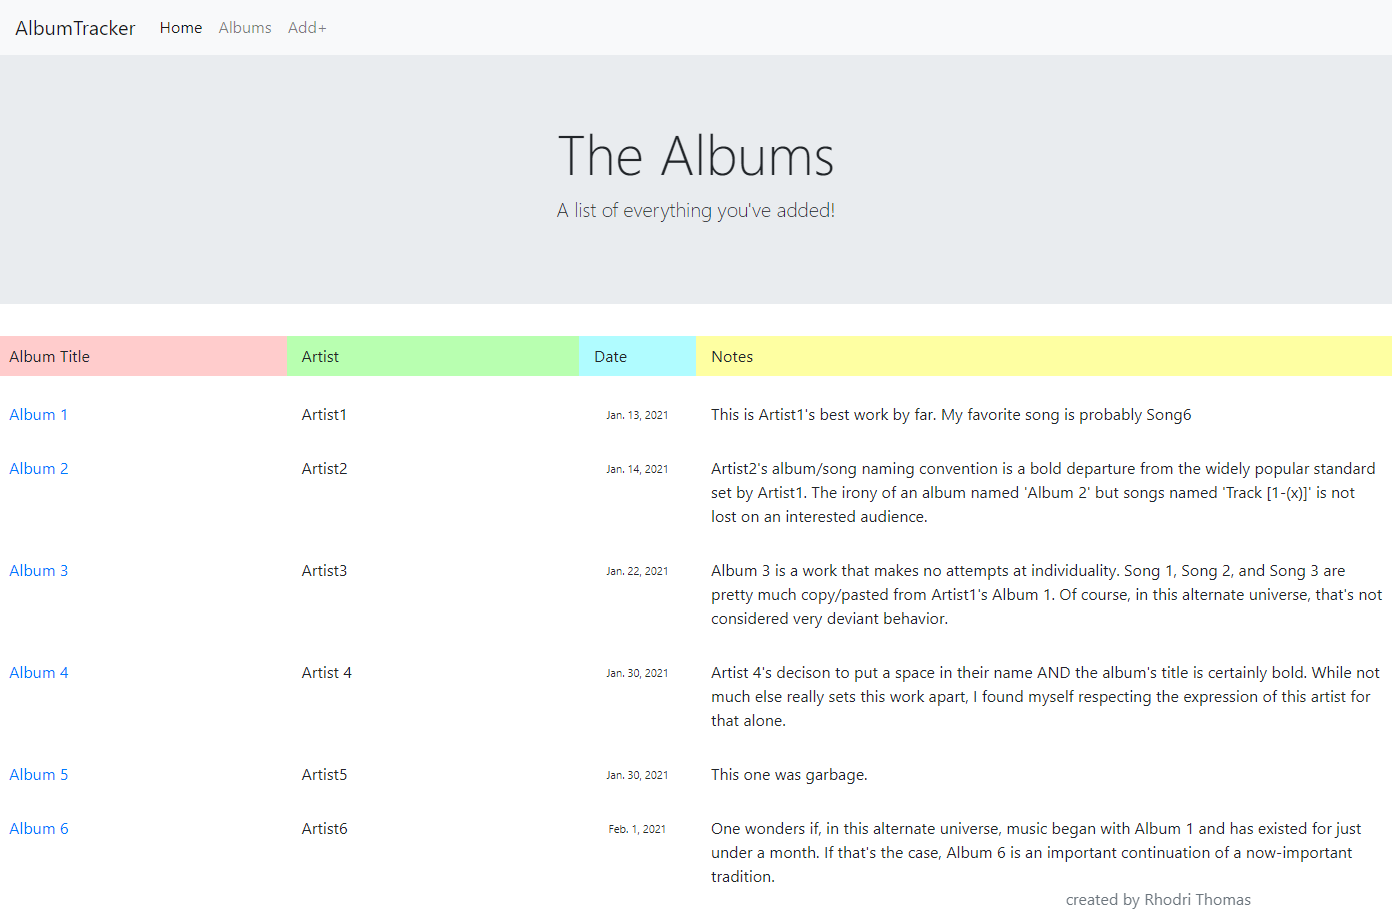 AlbumTracker Home Albums Add+
The Albums
A list of everything you've added!
Album Title Artist Date Notes
Album 1 Artist1 Jan. 13, 2021 This is Artist1's best work by far. My favorite song is probably Song6
Album 2 Artist2 Jan. 14, 2021 Artist2's album/song naming convention is a bold departure from the widely popular standard
set by Artist1. The irony of an album named 'Album 2' but songs named 'Track [1-(x)]' is not
lost on an interested audience.
Album 3 Artist3 Jan. 22, 2021 Album 3 is a work that makes no attempts at individuality. Song 1, Song 2, and Song 3 are
pretty much copy/pasted from Artist1's Album 1. Of course, in this alternate universe, that's not
considered very deviant behavior.
Album 4 Artist 4 Jan. 30, 2021 Artist 4's decison to put a space in their name AND the album's title is certainly bold. While not
much else really sets this work apart, I found myself respecting the expression of this artist for
that alone.
Album 5 Artist5 Jan. 30, 2021 This one was garbage.
Album 6 Artist6 Feb. 1, 2021 One wonders if, in this alternate universe, music began with Album 1 and has existed for just
under a month. If that's the case, Album 6 is an important continuation of a now-important
tradition.
created by Rhodri Thomas